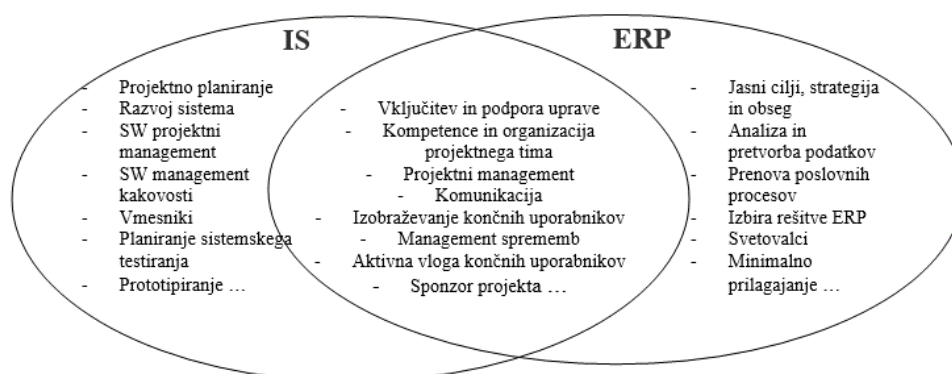 IS
ERP
- Projektno planiranje
- Razvoj sistema
- SW projektni
management
- SW management
kakovosti
- Vmesniki
- Planiranje sistemskega
testiranja
- Prototipiranje …
- Vključitev in podpora uprave
- Kompetence in organizacija
projektnega tima
- Projektni management
- Komunikacija
- Izobraževanje končnih uporabnikov
- Management sprememb
- Aktivna vloga končnih uporabnikov
- Sponzor projekta …
- Jasni cilji, strategija
in obseg
- Analiza in
pretvorba podatkov
- Prenova poslovnih
procesov
- Izbira rešitve ERP
- Svetovalci
- Minimalno
prilagajanje …